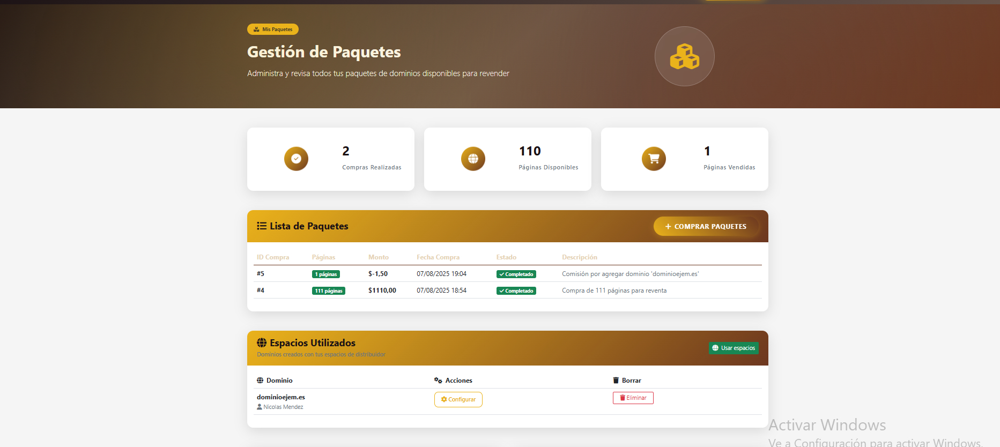 Mis Paquetes
Gestión de Paquetes
Administra y revisa todos tus paquetes de dominios disponibles para revender
2
Compras Realizadas
110
Páginas Disponibles
1
Páginas Vendidas
Lista de Paquetes
COMPRAR PAQUETES
ID Compra Páginas Monto Fecha Compra Estado Descripción
#5 1 páginas $-1,50 07/08/2025 19:04 Completado Comisión por agregar dominio 'dominioejem.es'
#4 111 páginas $1110,00 07/08/2025 18:54 Completado Compra de 111 páginas para reventa
Espacios Utilizados
Dominios creados con tus espacios de distribuidor
Usar espacios
Dominio Acciones Borrar
dominioejem.es Configurar Eliminar
Nicolas Mendez
Activar Windows
Ve a Configuración para activar Windows.